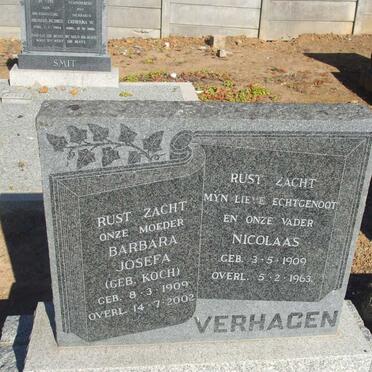 SMIT
RUST ZACHT
ONZE MOEDER
BARBARA
JOSEFA
(GEB. KOCH)
GEB. 8-3-1909
OVERL. 14-7-2002
RUST ZACHT
MYN LIEVE ECHTGENOOT
EN ONZE VADER
NICOLAAS
GEB. 3-5-1909
OVERL. 5-2-1963
VERHAGEN